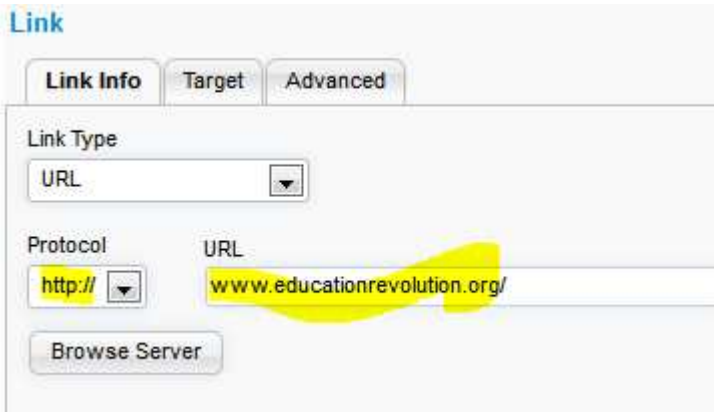 Link
Link Info Target Advanced
Link Type
URL
Protocol URL
http:// www.educationrevolution.org/
Browse Server